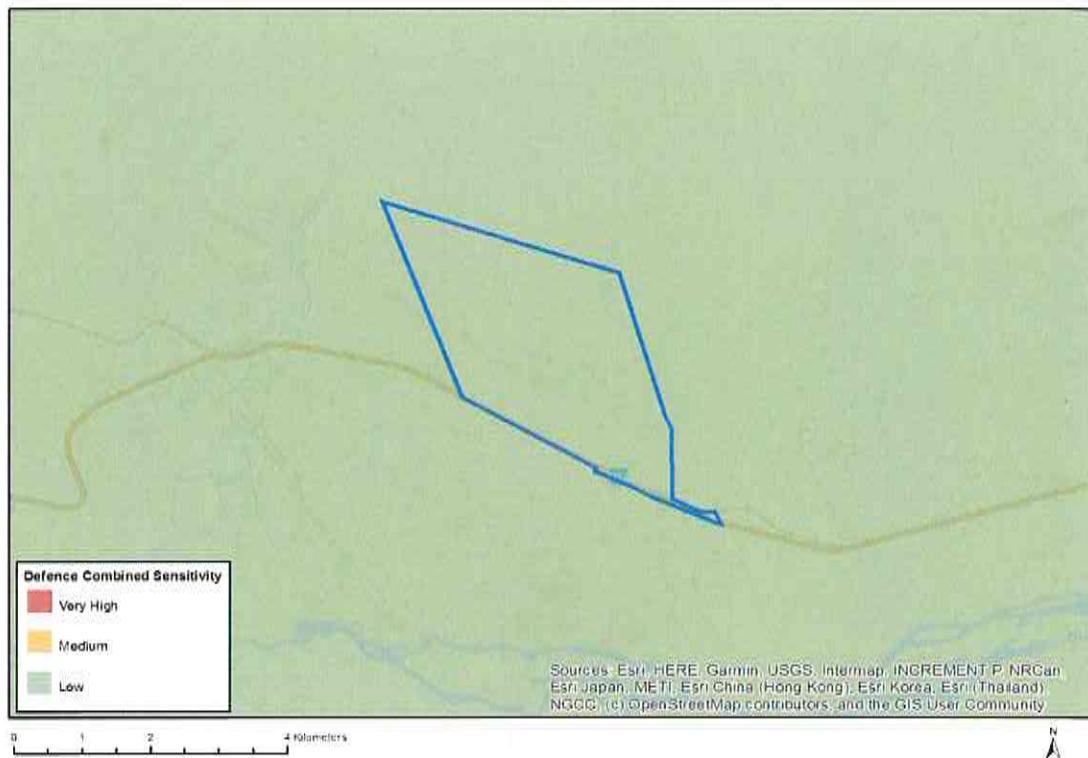 Defence Combined Sensitivity
Very High
Medium
Low
Sources: Esri, HERE, Garmin, USGS, Intermap, INCREMENT P, NRCan,
Esri Japan, METI, Esri China (Hong Kong), Esri Korea, Esri (Thailand),
NGCC, (c) OpenStreetMap contributors, and the GIS User Community
0 1 2 4 Kilometers
N